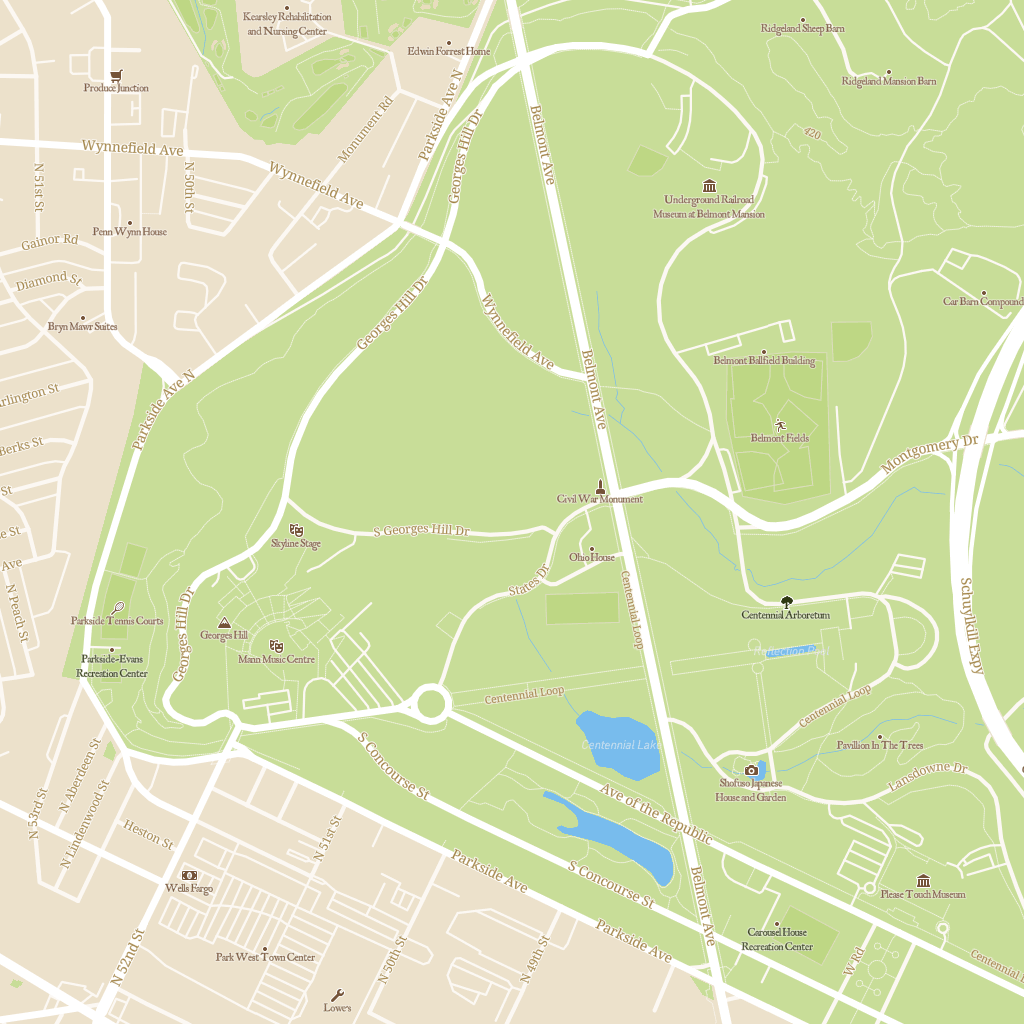 Kearsley Rehabilitation
and Nursing Center
Edwin Forrest Home
Ridgeland Sheep Barn
Ridgeland Mansion Barn
Produce Junction
Parkside Ave N
Georges Hill Dr
Belmont Ave
Monument Rd
420
Wynnefield Ave
Wynnefield Ave
N 51st St
N 50th St
Underground Railroad
Museum at Belmont Mansion
Penn Wynn House
Gainor Rd
Diamond St
Car Barn Compound
Bryn Mawr Suites
Georges Hill Dr
Wynnefield Ave
Belmont Ave
Belmont Ballfield Building
Parkside Ave N
Arlington St
Berks St
Belmont Fields
Montgomery Dr
St
Civil War Monument
S Georges Hill Dr
Skyline Stage
e St
Ohio House
Ave
States Dr
Centennial Loop
Schuylkill Expy
N Peach St
Georges Hill Dr
Parkside Tennis Courts
Georges Hill
Centennial Arboretum
Mann Music Centre
Parkside-Evans
Recreation Center
Reflection Pool
Centennial Loop
Centennial Loop
Centennial Lake
Pavillion In The Trees
S Concourse St
N Aberdeen St
Shofuso Japanese
House and Garden
Lansdowne Dr
N 53rd St
N Lindenwood St
Ave of the Republic
Heston St
N 51st St
Parkside Ave
S Concourse St
Wells Fargo
Belmont Ave
Please Touch Museum
Carousel House
Recreation Center
Parkside Ave
N 52nd St
Park West Town Center
N 50th St
N 49th St
W Rd
Centennial L
Lowe's